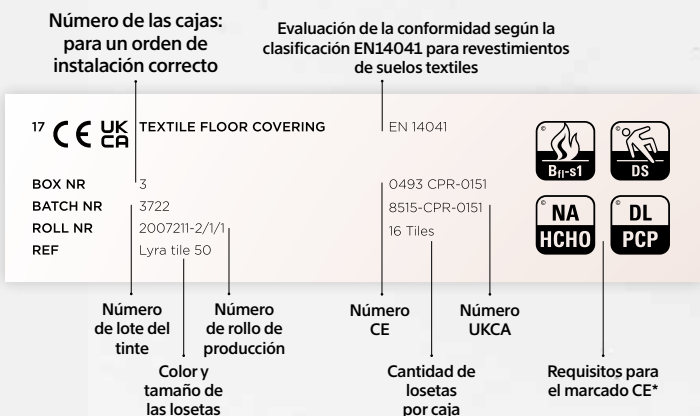 Número de las cajas:
para un orden de
instalación correcto
Evaluación de la conformidad según la
clasificación EN14041 para revestimientos
de suelos textiles
17 CE UK CA TEXTILE FLOOR COVERING EN 14041
BOX NR 3 0493 CPR-0151
BATCH NR 3722 8515-CPR-0151
ROLL NR 2007211-2/1/1 16 Tiles
REF Lyra tile 50
© Bfl-s1
© DS
© NA
HCHO
© DL
PCP
Número
de lote del
tinte
Número
de rollo de
producción
Número
CE
Número
UKCA
Color y
tamaño de
las losetas
Cantidad de
losetas
por caja
Requisitos para
el marcado CE*